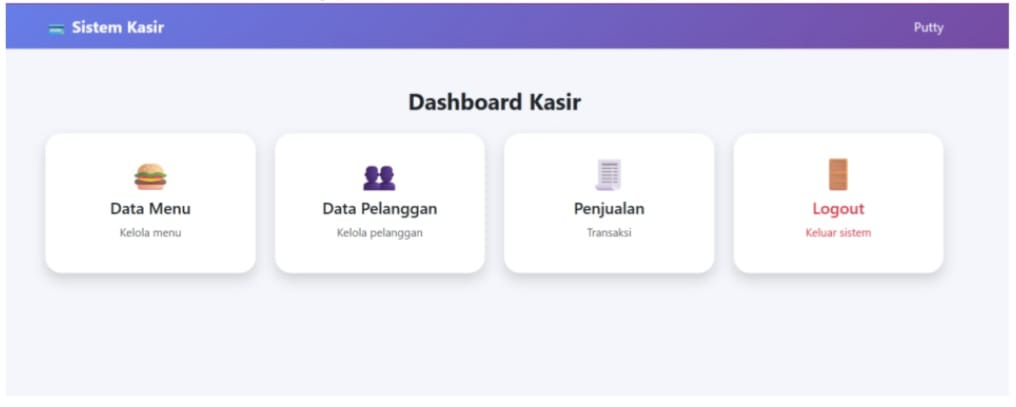 Sistem Kasir
Putty
Dashboard Kasir
Data Menu
Kelola menu
Data Pelanggan
Kelola pelanggan
Penjualan
Transaksi
Logout
Keluar sistem